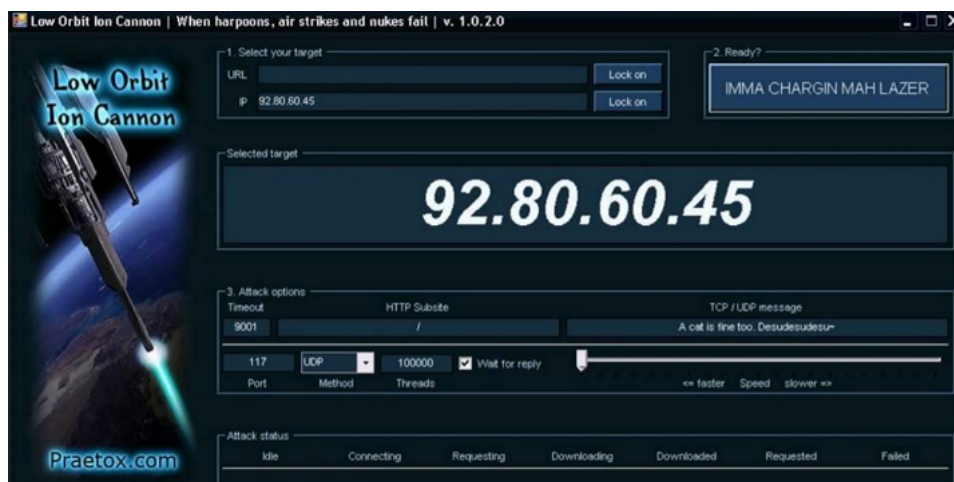 Low Orbit Ion Cannon | When harpoons, air strikes and nukes fail | v. 1.0.2.0
Low Orbit
Ion Cannon
Praetox.com
1. Select your target
URL Lock on
IP 92.80.60.45 Lock on
2. Ready?
IMMA CHARGIN MAH LAZER
Selected target
92.80.60.45
3. Attack options
Timeout HTTP Subsite TCP / UDP message
9001 / A cat is fine too. Desudesudesu~
117 UDP 100000 Wait for reply
Port Method Threads <= faster Speed slower =>
Attack status
Idle Connecting Requesting Downloading Downloaded Requested Failed